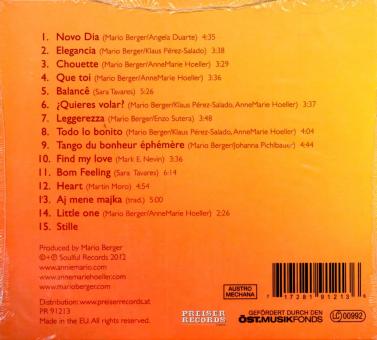 1. Novo Dia (Mario Berger/Angela Duarte) 4:35
2. Elegancia (Mario Berger/Klaus Pérez-Salado) 3:38
3. Chouette (Mario Berger/AnneMarie Hoeller) 3:29
4. Que toi (Mario Berger/AnneMarie Hoeller) 3:36
5. Balancê (Sara Tavares) 5:26
6. ¿Quieres volar? (Mario Berger/Klaus Pérez-Salado, AnneMarie Hoeller) 3:37
7. Leggerezza (Mario Berger/Enzo Sutera) 3:48
8. Todo lo bonito (Mario Berger/Klaus Pérez-Salado, AnneMarie Hoeller) 4:04
9. Tango du bonheur éphémère (Mario Berger/Johanna Pichlbauer) 4:44
10. Find my love (Mark E. Nevin) 3:36
11. Bom Feeling (Sara Tavares) 6:14
12. Heart (Martin Moro) 4:54
13. Aj mene majka (trad.) 5:00
14. Little one (Mario Berger/AnneMarie Hoeller) 2:26
15. Stille
Produced by Mario Berger
©+℗ Soulful Records 2012
www.anniemario.com
www.annemariehoeller.com
www.marioberger.com
Distribution: www.preiserrecords.at
PR 91213
Made in the EU. All rights reserved.
PREISER
RECORDS
AUSTRO
MECHANA
7 17281 91213 4
GEFÖRDERT DURCH DEN
ÖST.MUSIKFONDS
LC 00992